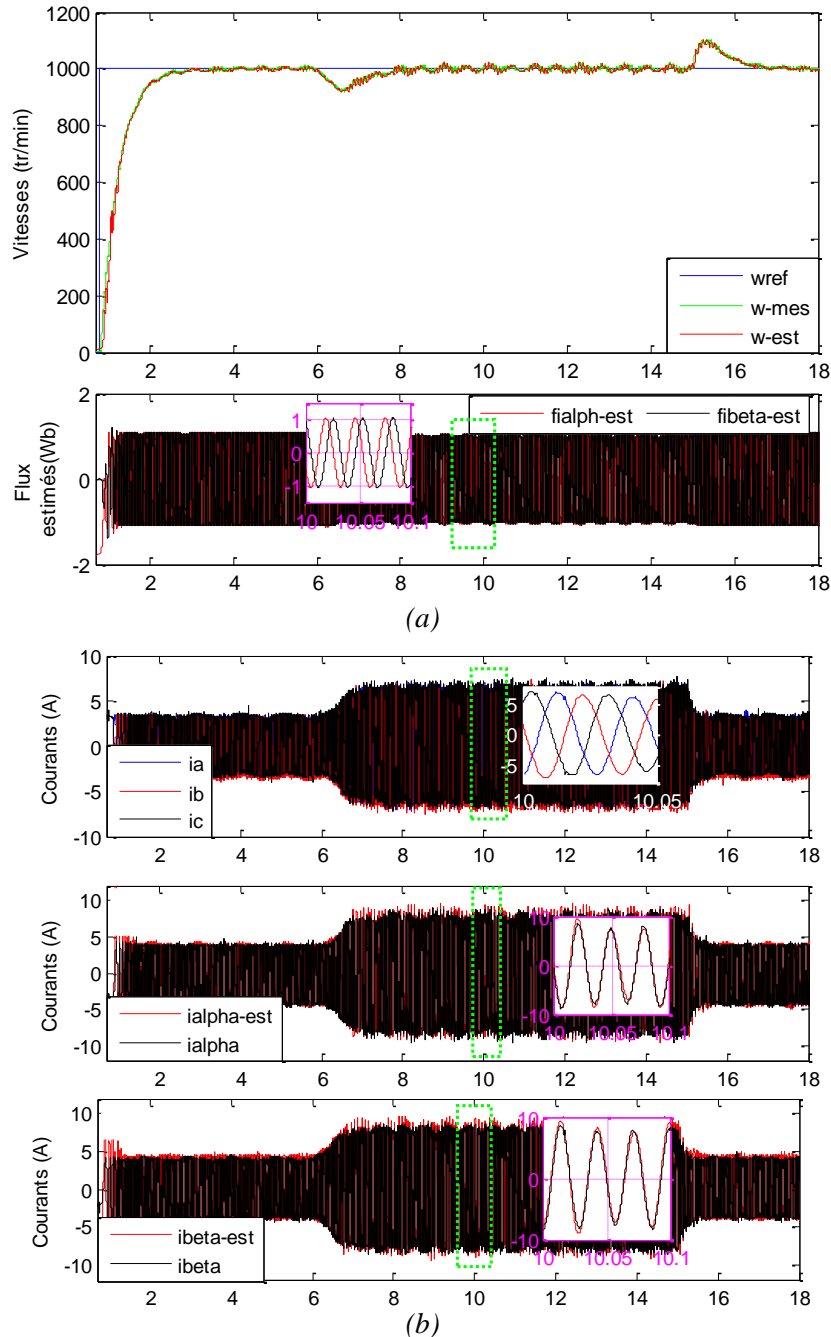 1200
1000
800
600
400
200
0
Vitesses (tr/min)
wref
w-mes
w-est
2 4 6 8 10 12 14 16 18
2
0
-2
Flux
estimés(Wb)
1
0
-1
10 10.05 10.1
fialph-est fibeta-est
2 4 6 8 10 12 14 16 18
(a)
10
5
0
-5
-10
Courants (A)
ia
ib
ic
5
0
-5
10 10.05
2 4 6 8 10 12 14 16 18
10
5
0
-5
-10
Courants (A)
ialpha-est
ialpha
10
0
-10
10 10.05 10.1
2 4 6 8 10 12 14 16 18
10
5
0
-5
-10
Courants (A)
ibeta-est
ibeta
10
0
-10
10 10.05 10.1
2 4 6 8 10 12 14 16 18
(b)